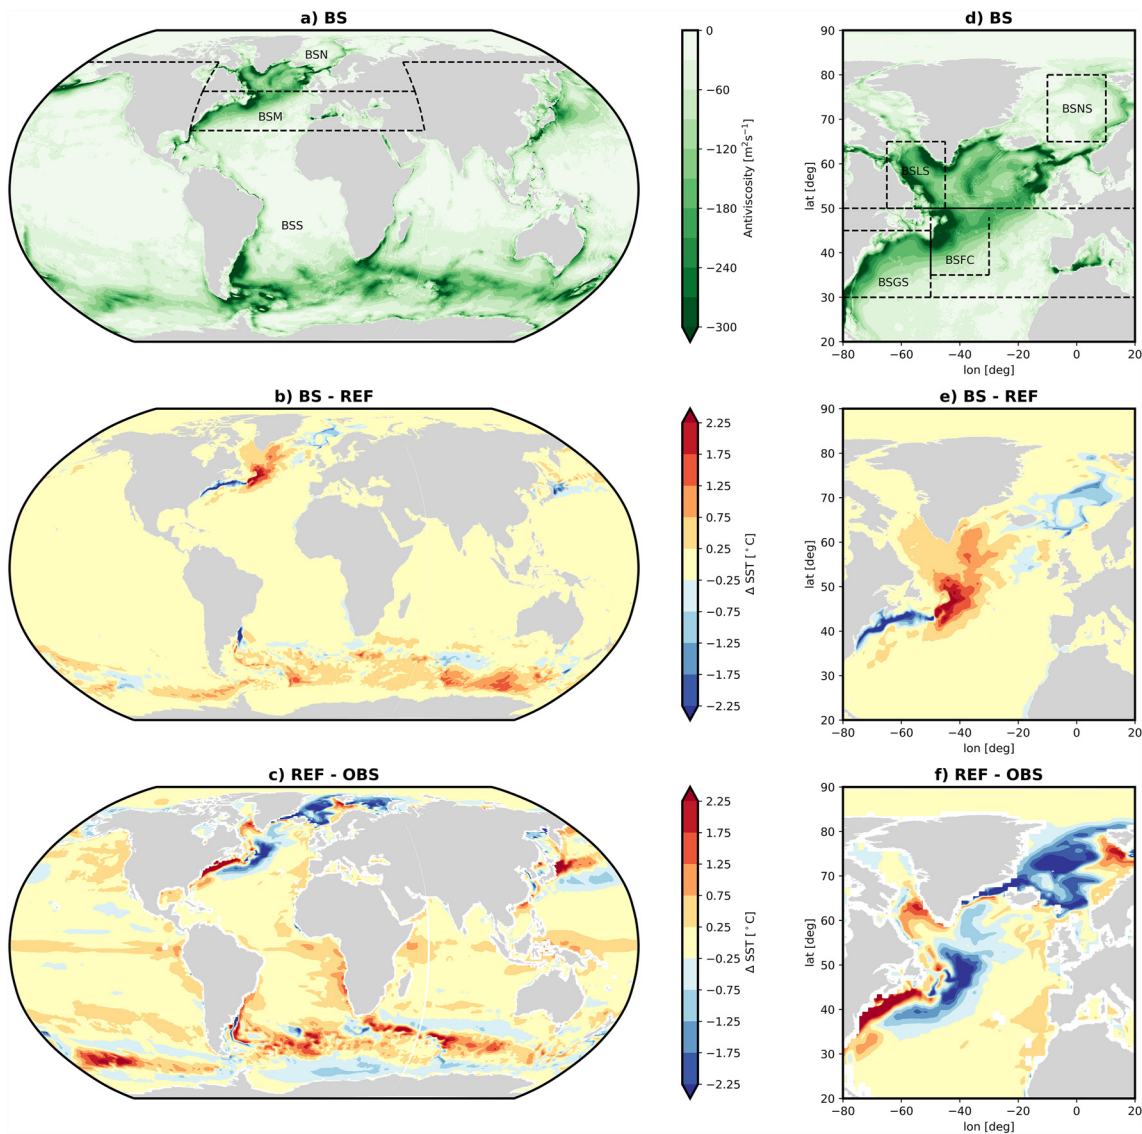 a) BS
BSN
BSM
BSS
0
−60
−120
−180
−240
−300
Antiviscosity [m²s⁻¹]
d) BS
90
80
70
60
50
40
30
20
lat [deg]
BSNS
BSLS
BSFC
BSGS
−80 −60 −40 −20 0 20
lon [deg]
b) BS - REF
2.25
1.75
1.25
0.75
0.25
−0.25
−0.75
−1.25
−1.75
−2.25
Δ SST [°C]
e) BS - REF
90
80
70
60
50
40
30
20
lat [deg]
−80 −60 −40 −20 0 20
lon [deg]
c) REF - OBS
2.25
1.75
1.25
0.75
0.25
−0.25
−0.75
−1.25
−1.75
−2.25
Δ SST [°C]
f) REF - OBS
90
80
70
60
50
40
30
20
lat [deg]
−80 −60 −40 −20 0 20
lon [deg]